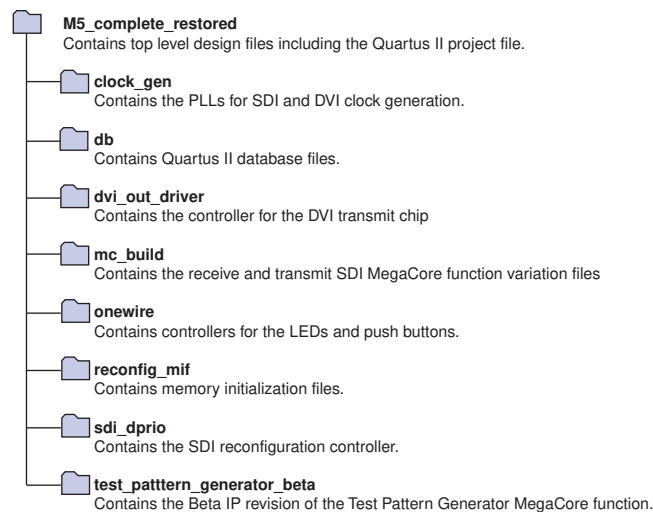 M5_complete_restored
Contains top level design files including the Quartus II project file.
clock_gen
Contains the PLLs for SDI and DVI clock generation.
db
Contains Quartus II database files.
dvi_out_driver
Contains the controller for the DVI transmit chip
mc_build
Contains the receive and transmit SDI MegaCore function variation files
onewire
Contains controllers for the LEDs and push buttons.
reconfig_mif
Contains memory initialization files.
sdi_dprio
Contains the SDI reconfiguration controller.
test_patttern_generator_beta
Contains the Beta IP revision of the Test Pattern Generator MegaCore function.